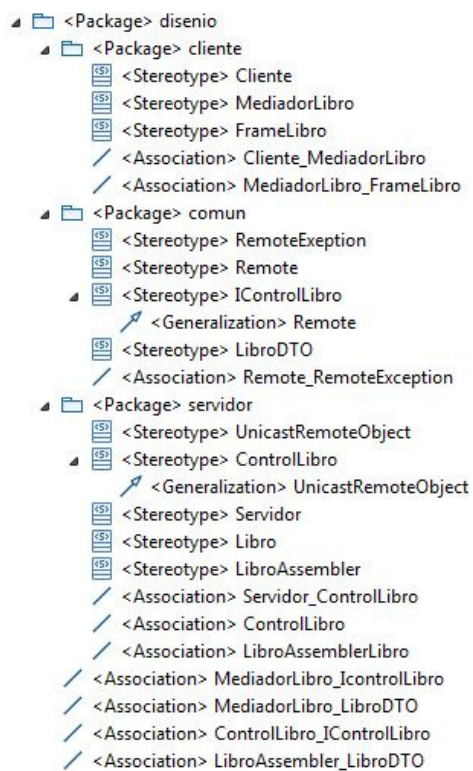 <Package> disenio
<Package> cliente
<Stereotype> Cliente
<Stereotype> MediadorLibro
<Stereotype> FrameLibro
<Association> Cliente_MediadorLibro
<Association> MediadorLibro_FrameLibro
<Package> comun
<Stereotype> RemoteExeption
<Stereotype> Remote
<Stereotype> IControlLibro
<Generalization> Remote
<Stereotype> LibroDTO
<Association> Remote_RemoteException
<Package> servidor
<Stereotype> UnicastRemoteObject
<Stereotype> ControlLibro
<Generalization> UnicastRemoteObject
<Stereotype> Servidor
<Stereotype> Libro
<Stereotype> LibroAssembler
<Association> Servidor_ControlLibro
<Association> ControlLibro
<Association> LibroAssemblerLibro
<Association> MediadorLibro_IcontrolLibro
<Association> MediadorLibro_LibroDTO
<Association> ControlLibro_IControlLibro
<Association> LibroAssembler_LibroDTO